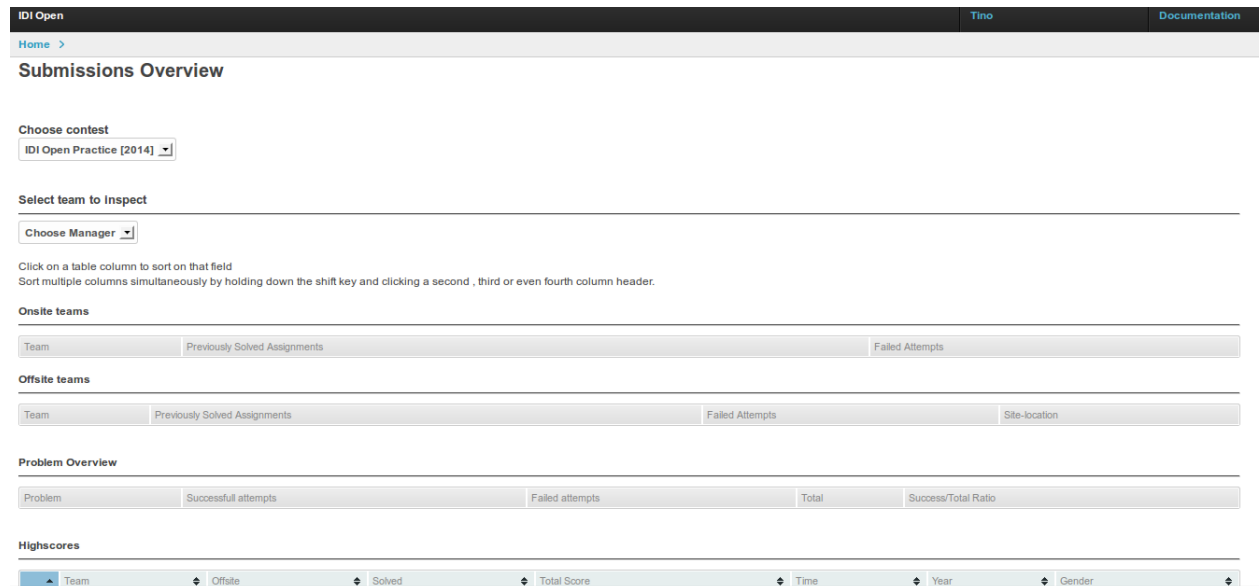 IDI Open Tino Documentation
Home >
Submissions Overview
Choose contest
IDI Open Practice [2014]
Select team to inspect
Choose Manager
Click on a table column to sort on that field
Sort multiple columns simultaneously by holding down the shift key and clicking a second , third or even fourth column header.
Onsite teams
Team Previously Solved Assignments Failed Attempts
Offsite teams
Team Previously Solved Assignments Failed Attempts Site-location
Problem Overview
Problem Successfull attempts Failed attempts Total Success/Total Ratio
Highscores
Team Offsite Solved Total Score Time Year Gender